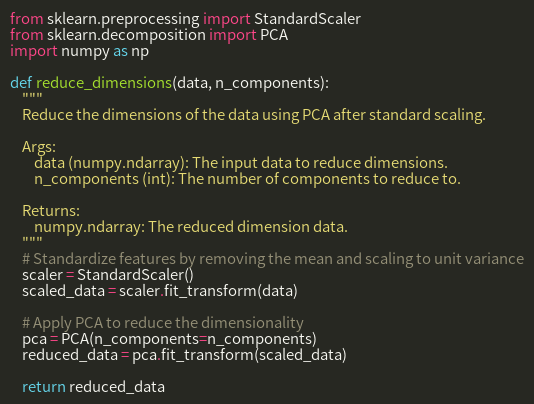 from sklearn.preprocessing import StandardScaler
from sklearn.decomposition import PCA
import numpy as np

def reduce_dimensions(data, n_components):
    """
    Reduce the dimensions of the data using PCA after standard scaling.

    Args:
        data (numpy.ndarray): The input data to reduce dimensions.
        n_components (int): The number of components to reduce to.

    Returns:
        numpy.ndarray: The reduced dimension data.
    """
    # Standardize features by removing the mean and scaling to unit variance
    scaler = StandardScaler()
    scaled_data = scaler.fit_transform(data)

    # Apply PCA to reduce the dimensionality
    pca = PCA(n_components=n_components)
    reduced_data = pca.fit_transform(scaled_data)

    return reduced_data